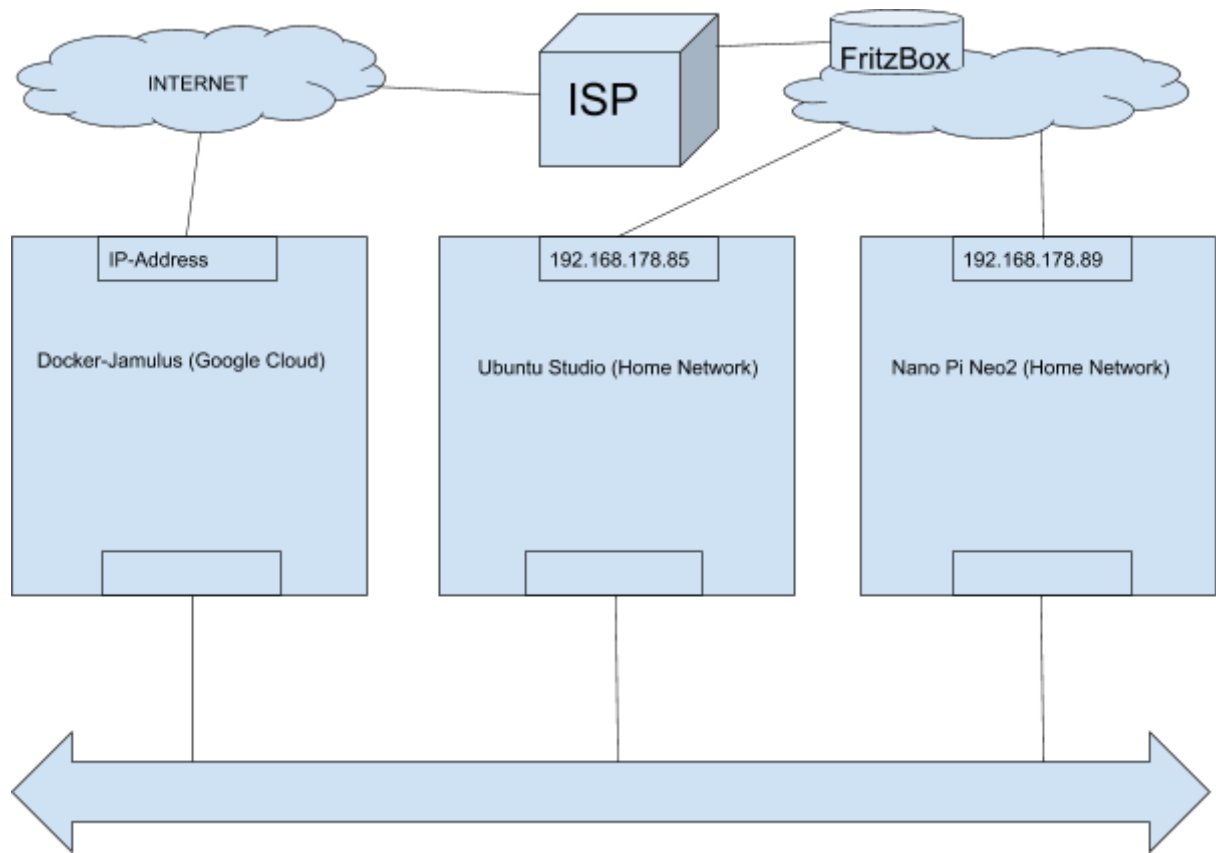 INTERNET
ISP
FritzBox
IP-Address
192.168.178.85
192.168.178.89
Docker-Jamulus (Google Cloud)
Ubuntu Studio (Home Network)
Nano Pi Neo2 (Home Network)